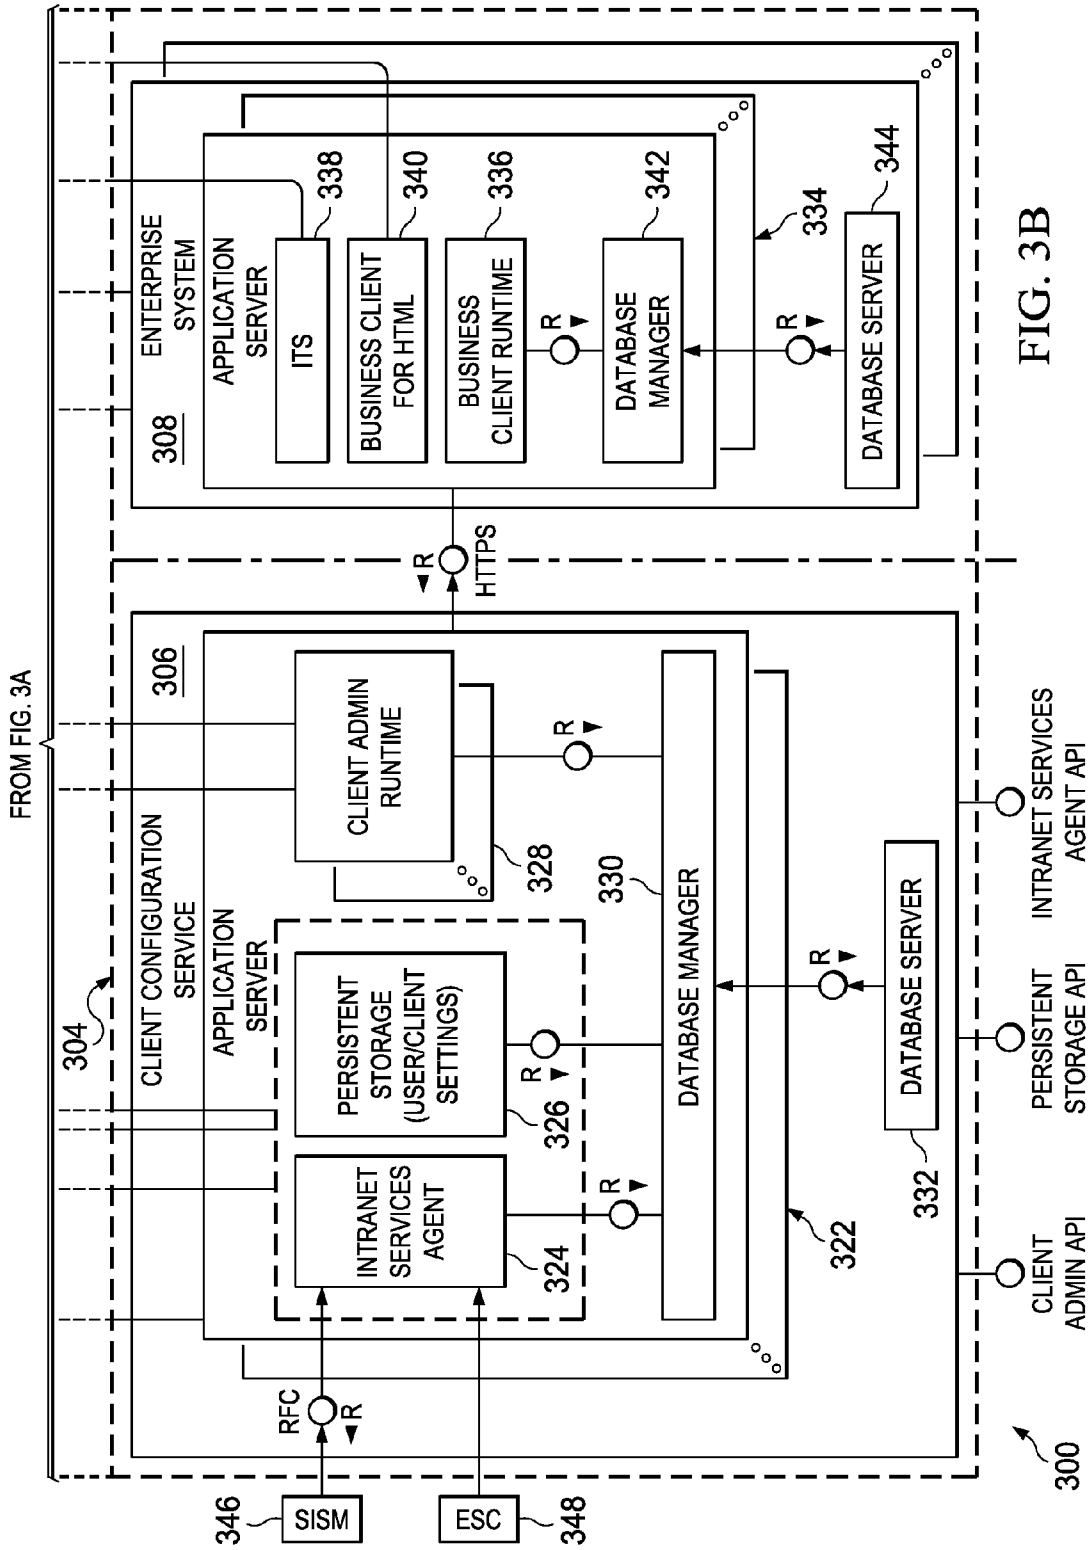 FROM FIG. 3A
304
CLIENT CONFIGURATION
SERVICE
306
APPLICATION
SERVER
INTRANET
SERVICES
AGENT
324
PERSISTENT
STORAGE
(USER/CLIENT
SETTINGS)
326
CLIENT ADMIN
RUNTIME
328
R
R
R
330
DATABASE MANAGER
322
R
DATABASE SERVER
332
346
SISM
RFC
R
ESC
348
R
HTTPS
ENTERPRISE
SYSTEM
308
APPLICATION
SERVER
ITS
338
BUSINESS CLIENT
FOR HTML
340
BUSINESS
CLIENT RUNTIME
336
R
DATABASE
MANAGER
342
334
R
DATABASE SERVER
344
CLIENT
ADMIN API
PERSISTENT
STORAGE API
INTRANET SERVICES
AGENT API
300
FIG. 3B